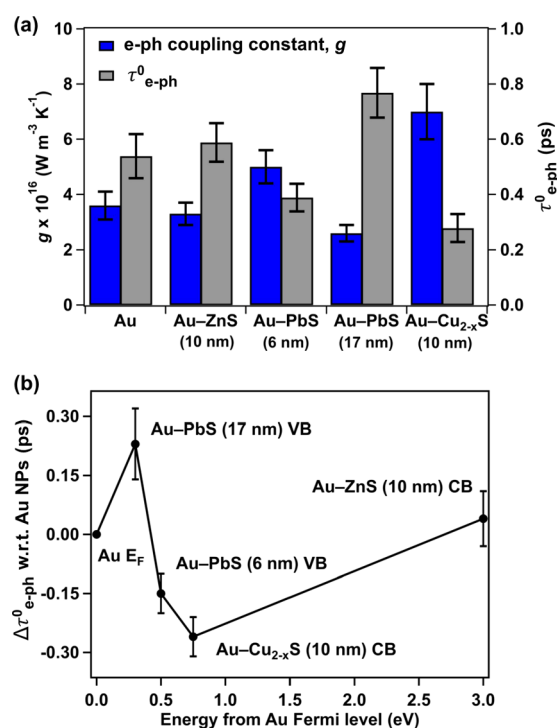 (a)
e-ph coupling constant, g
τ⁰e-ph
g x 10¹⁶ (W m⁻³ K⁻¹)
10
8
6
4
2
0
1.0
0.8
0.6
0.4
0.2
0.0
τ⁰e-ph (ps)
Au
Au–ZnS
(10 nm)
Au–PbS
(6 nm)
Au–PbS
(17 nm)
Au–Cu₂₋ₓS
(10 nm)
(b)
Δτ⁰e-ph w.r.t. Au NPs (ps)
0.30
0.15
0.00
-0.15
-0.30
Au–PbS (17 nm) VB
Au–ZnS (10 nm) CB
Au E_F
Au–PbS (6 nm) VB
Au–Cu₂₋ₓS (10 nm) CB
0.0 0.5 1.0 1.5 2.0 2.5 3.0
Energy from Au Fermi level (eV)